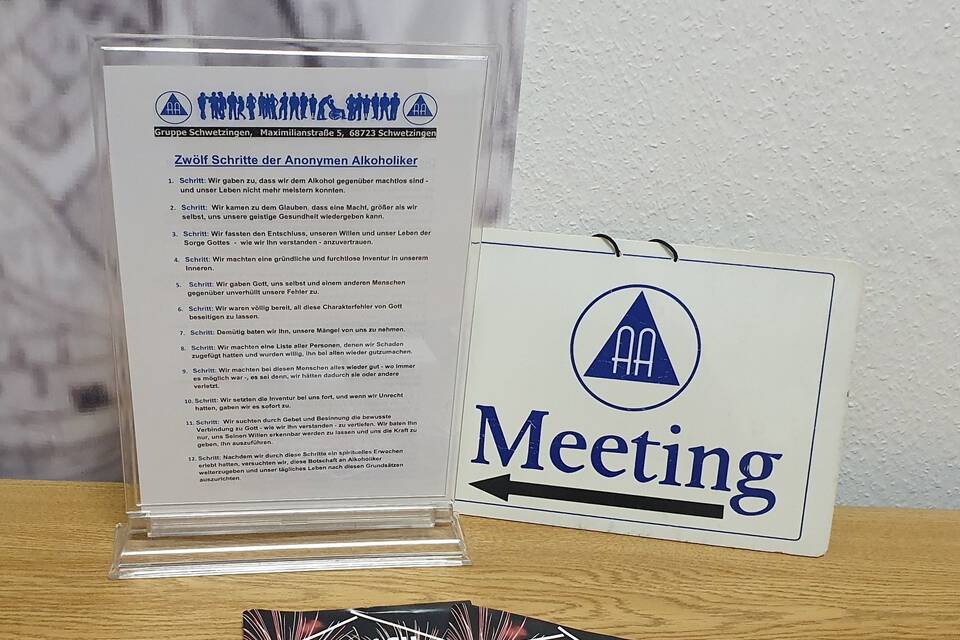 AA AA
Gruppe Schwetzingen, Maximilianstraße 5, 68723 Schwetzingen
Zwölf Schritte der Anonymen Alkoholiker
1. Schritt: Wir gaben zu, dass wir dem Alkohol gegenüber machtlos sind -
und unser Leben nicht mehr meistern konnten.
2. Schritt: Wir kamen zu dem Glauben, dass eine Macht, größer als wir
selbst, uns unsere geistige Gesundheit wiedergeben kann.
3. Schritt: Wir fassten den Entschluss, unseren Willen und unser Leben der
Sorge Gottes - wie wir Ihn verstanden - anzuvertrauen.
4. Schritt: Wir machten eine gründliche und furchtlose Inventur in unserem
Inneren.
5. Schritt: Wir gaben Gott, uns selbst und einem anderen Menschen
gegenüber unverhüllt unsere Fehler zu.
6. Schritt: Wir waren völlig bereit, all diese Charakterfehler von Gott
beseitigen zu lassen.
7. Schritt: Demütig baten wir Ihn, unsere Mängel von uns zu nehmen.
8. Schritt: Wir machten eine Liste aller Personen, denen wir Schaden
zugefügt hatten und wurden willig, ihn bei allen wieder gutzumachen.
9. Schritt: Wir machten bei diesen Menschen alles wieder gut - wo immer
es möglich war -, es sei denn, wir hätten dadurch sie oder andere
verletzt.
10. Schritt: Wir setzten die Inventur bei uns fort, und wenn wir Unrecht
hatten, gaben wir es sofort zu.
11. Schritt: Wir suchten durch Gebet und Besinnung die bewusste
Verbindung zu Gott - wie wir Ihn verstanden - zu vertiefen. Wir baten Ihn
nur, uns Seinen Willen erkennbar werden zu lassen und uns die Kraft zu
geben, ihn auszuführen.
12. Schritt: Nachdem wir durch diese Schritte ein spirituelles Erwachen
erlebt hatten, versuchten wir, diese Botschaft an Alkoholiker
weiterzugeben und unser tägliches Leben nach diesen Grundsätzen
auszurichten.
AA
Meeting